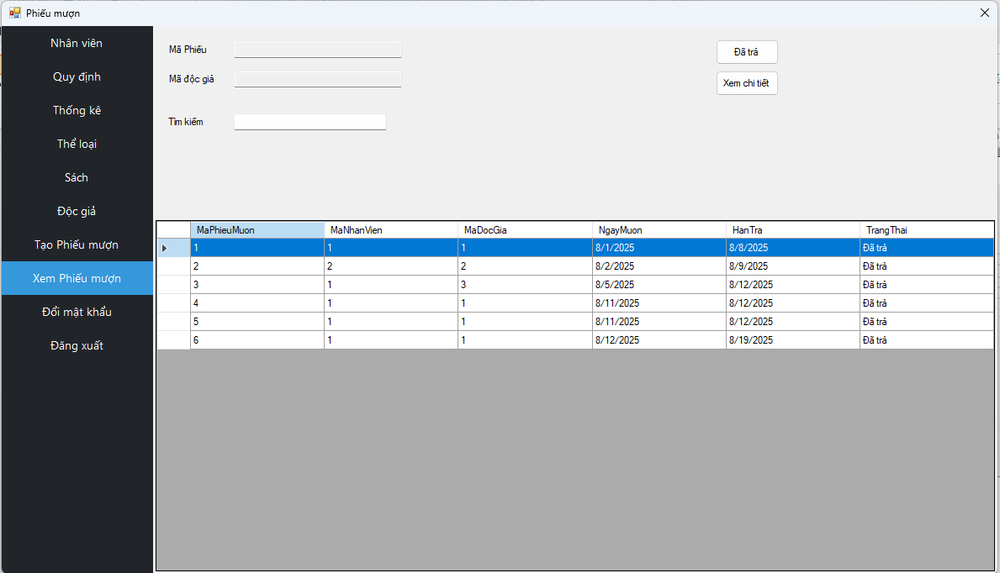 Phiếu mượn
Nhân viên
Quy định
Thống kê
Thể loại
Sách
Độc giả
Tạo Phiếu mượn
Xem Phiếu mượn
Đổi mật khẩu
Đăng xuất
Mã Phiếu
Mã độc giả
Tìm kiếm
Đã trả
Xem chi tiết
MaPhieuMuon MaNhanVien MaDocGia NgayMuon HanTra TrangThai
1 1 1 8/1/2025 8/8/2025 Đã trả
2 2 2 8/2/2025 8/9/2025 Đã trả
3 1 3 8/5/2025 8/12/2025 Đã trả
4 1 1 8/11/2025 8/12/2025 Đã trả
5 1 1 8/11/2025 8/12/2025 Đã trả
6 1 1 8/12/2025 8/19/2025 Đã trả